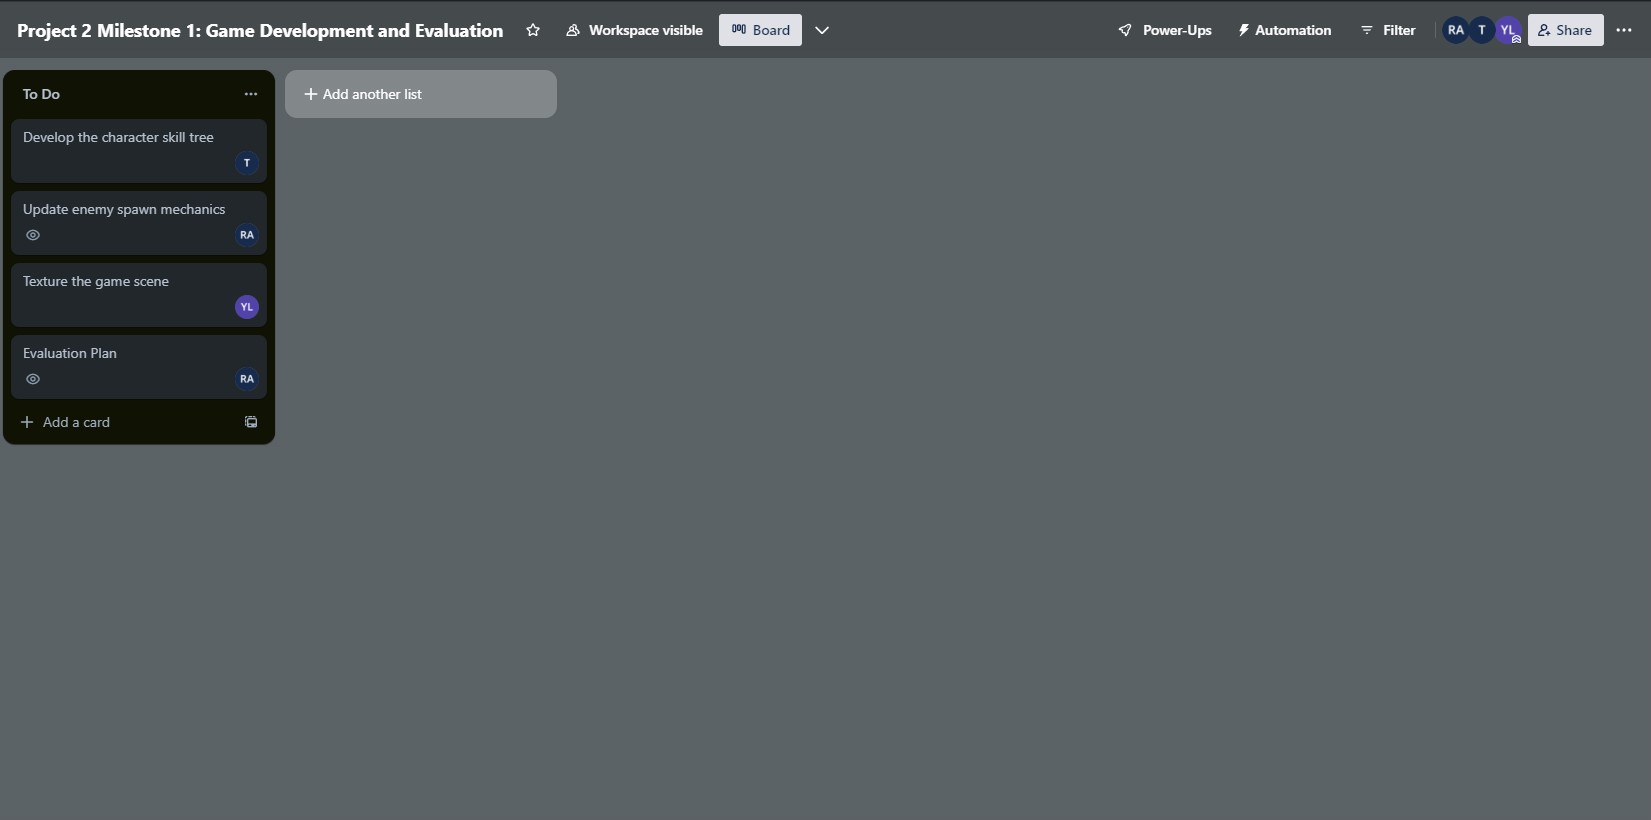 Project 2 Milestone 1: Game Development and Evaluation
Workspace visible
Board
Power-Ups
Automation
Filter
RA
T
YL
Share
To Do
Add another list
Develop the character skill tree
T
Update enemy spawn mechanics
RA
Texture the game scene
YL
Evaluation Plan
RA
Add a card